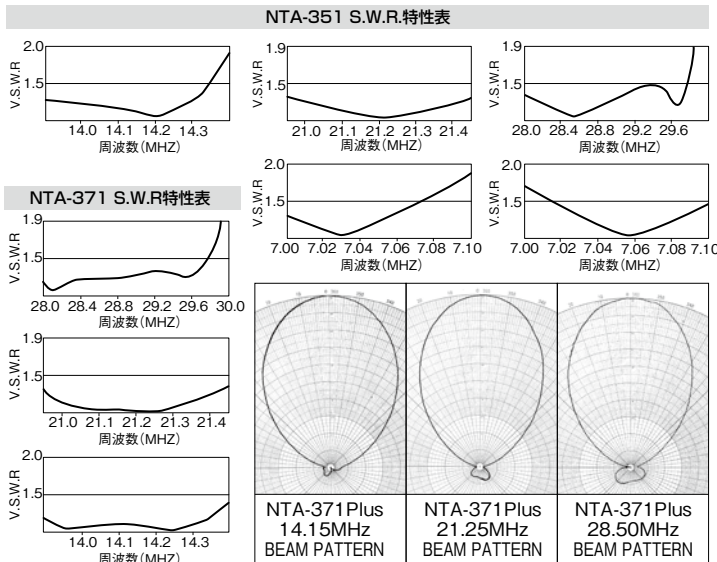 NTA-351 S.W.R.特性表
2.0
1.5
V.S.W.R
14.0 14.1 14.2 14.3
周波数(MHZ)
1.9
1.5
V.S.W.R
21.0 21.1 21.2 21.3 21.4
周波数(MHZ)
1.9
1.5
V.S.W.R
28.0 28.4 28.8 29.2 29.6
周波数(MHZ)
2.0
1.5
V.S.W.R
7.00 7.02 7.04 7.06 7.08 7.10
周波数(MHZ)
2.0
1.5
V.S.W.R
7.00 7.02 7.04 7.06 7.08 7.10
周波数(MHZ)
NTA-371 S.W.R特性表
1.9
1.5
V.S.W.R
28.0 28.4 28.8 29.2 29.6 30.0
周波数(MHZ)
1.9
1.5
V.S.W.R
21.0 21.1 21.2 21.3 21.4
周波数(MHZ)
2.0
1.5
V.S.W.R
14.0 14.1 14.2 14.3
周波数(MHZ)
NTA-371Plus
14.15MHz
BEAM PATTERN
NTA-371Plus
21.25MHz
BEAM PATTERN
NTA-371Plus
28.50MHz
BEAM PATTERN